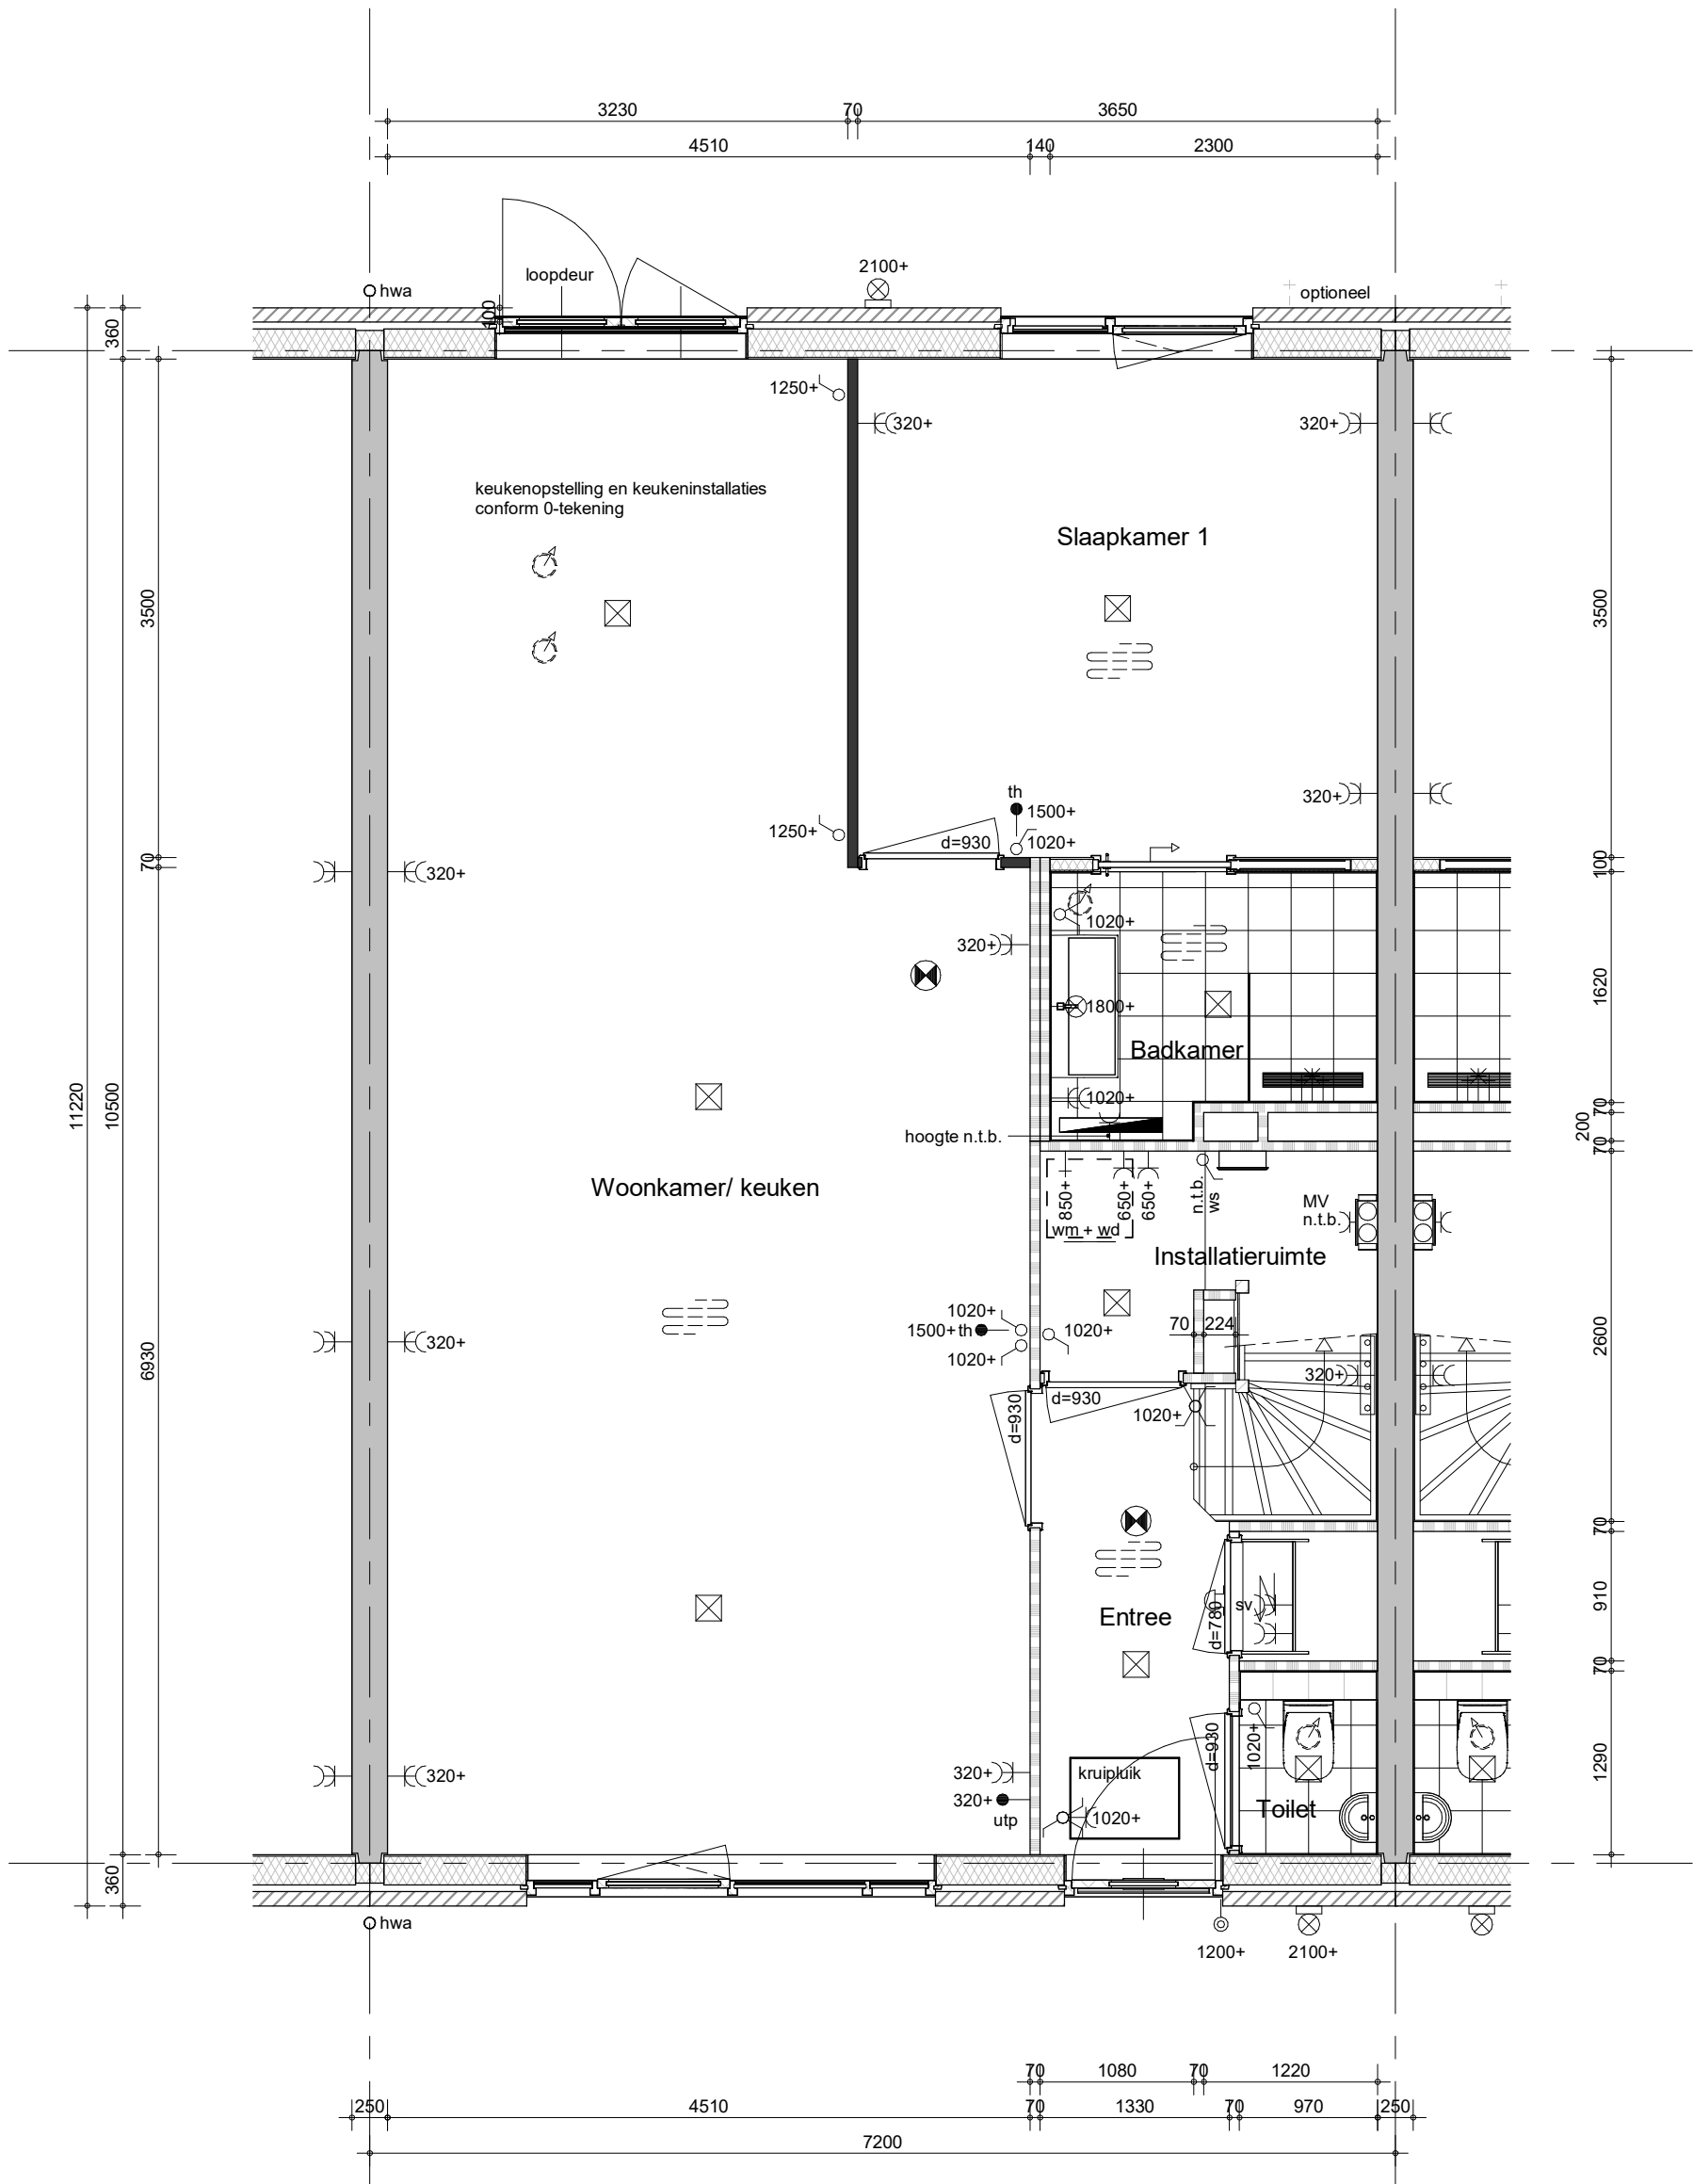 3230
70
3650
4510
140
2300
loopdeur
2100+
hwa
optioneel
100
360
1250+
320+
320+
keukenopstelling en keukeninstallaties
conform 0-tekening
Slaapkamer 1
3500
3500
th
1500+
320+
1250+
d=930
1020+
70
100
320+
1020+
320+
1620
1800+
Badkamer
11220
10500
1020+
70
200
70
hoogte n.t.b.
Woonkamer/ keuken
850+
650+
650+
n.t.b.
ws
MV
n.t.b.
wm + wd
Installatieruimte
1020+
70
224
1500+
th
1020+
320+
1020+
2600
6930
320+
d=930
d=930
1020+
70
910
sv
d=780
Entree
70
1020+
d=930
1290
320+
320+
kruipluik
320+
utp
1020+
Toilet
360
hwa
1200+
2100+
70
1080
70
1220
250
4510
70
1330
70
970
250
7200